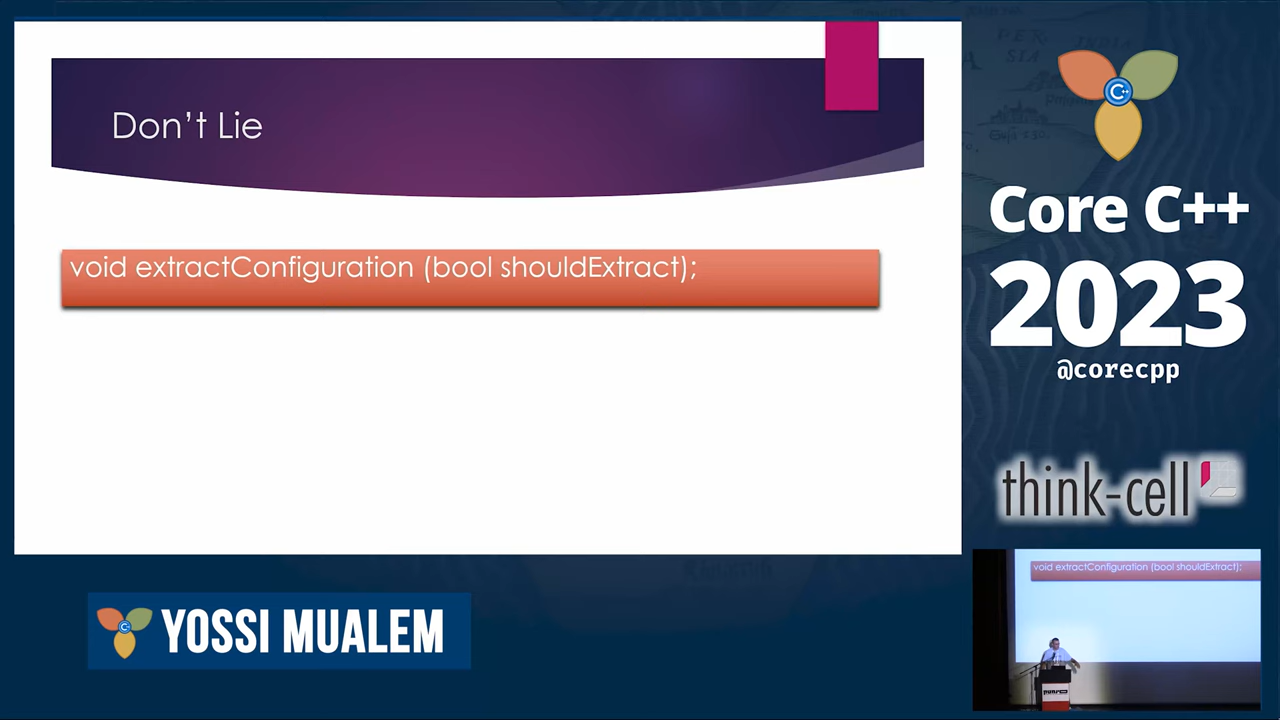 Don't Lie
void extractConfiguration (bool shouldExtract);
Core C++
2023
@corecpp
think-cell
void extractConfiguration (bool shouldExtract);
C++
YOSSI MUALEM